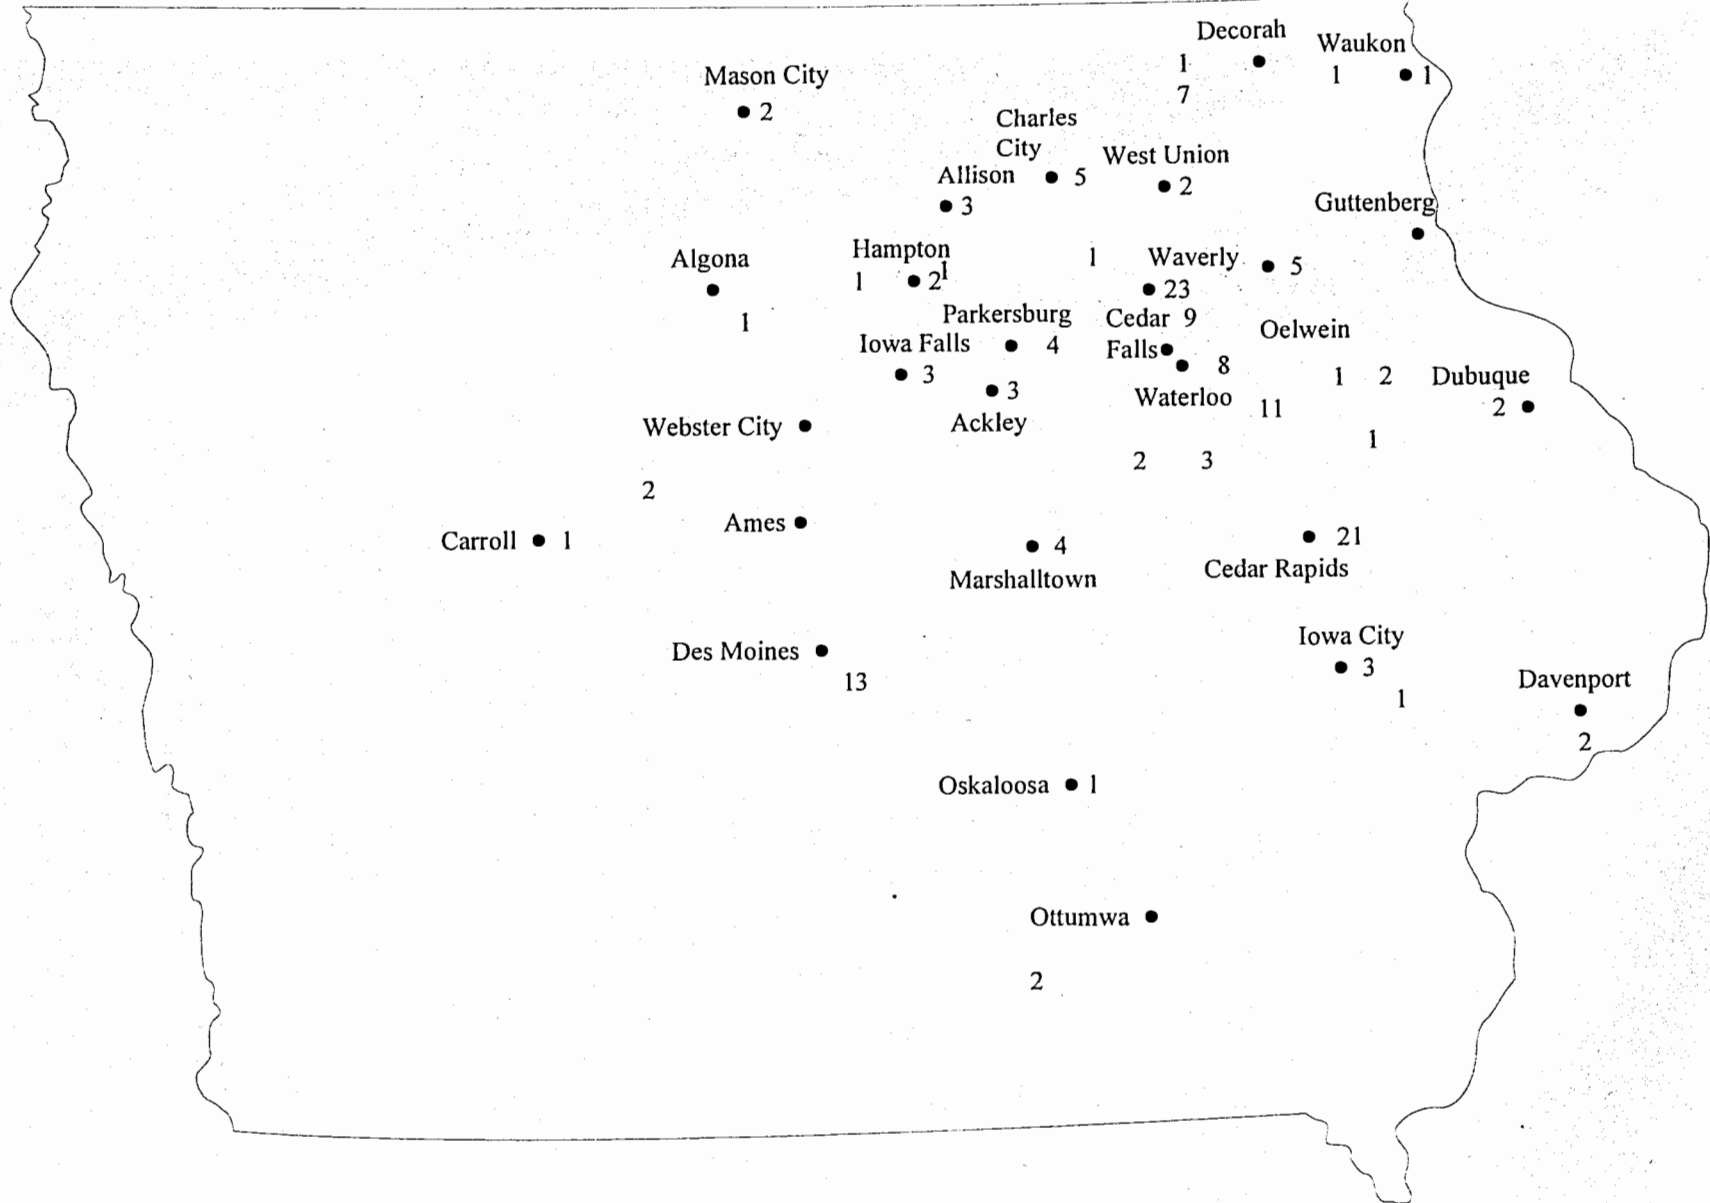 Decorah
Waukon
1
1
1
7
Mason City
2
Charles
City
5
West Union
2
Allison
3
Guttenberg
Algona
1
Hampton
1
2
1
1
Waverly
5
23
Parkersburg
4
Cedar 9
Falls
8
Waterloo
Oelwein
Iowa Falls
3
3
Ackley
1 2
Dubuque
2
11
1
Webster City
2 3
2
Ames
Carroll 1
4
Marshalltown
21
Cedar Rapids
Des Moines
13
Iowa City
3
1
Davenport
2
Oskaloosa 1
Ottumwa
2